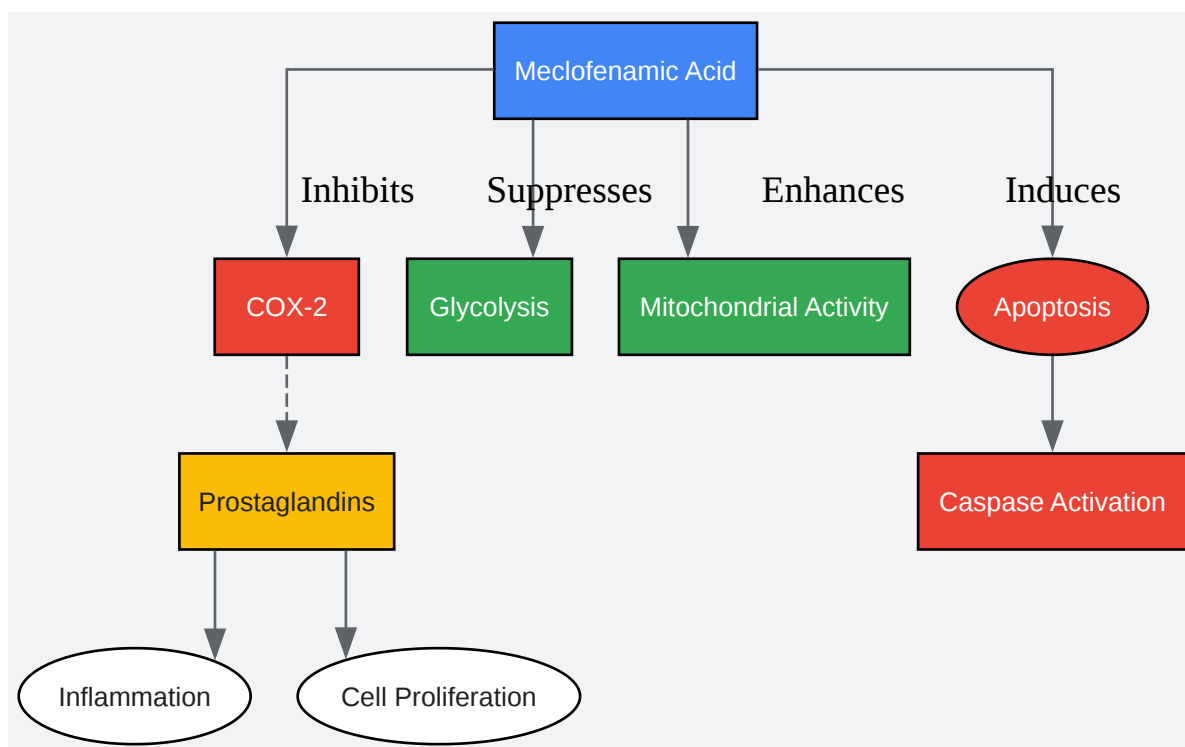 Meclofenamic Acid
Inhibits
Suppresses
Enhances
Induces
COX-2
Glycolysis
Mitochondrial Activity
Apoptosis
Prostaglandins
Caspase Activation
Inflammation
Cell Proliferation